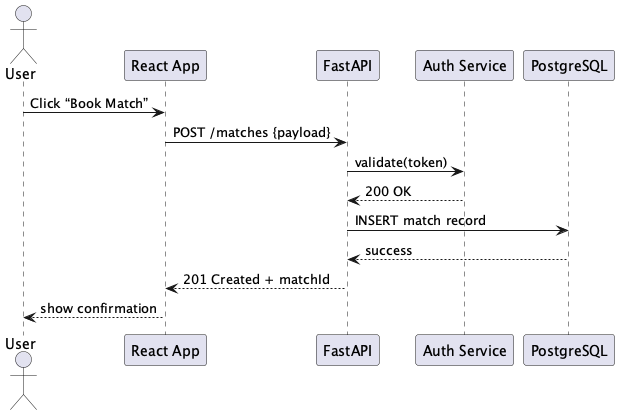 User
React App
FastAPI
Auth Service
PostgreSQL
Click “Book Match”
POST /matches {payload}
validate(token)
200 OK
INSERT match record
success
201 Created + matchId
show confirmation
User
React App
FastAPI
Auth Service
PostgreSQL